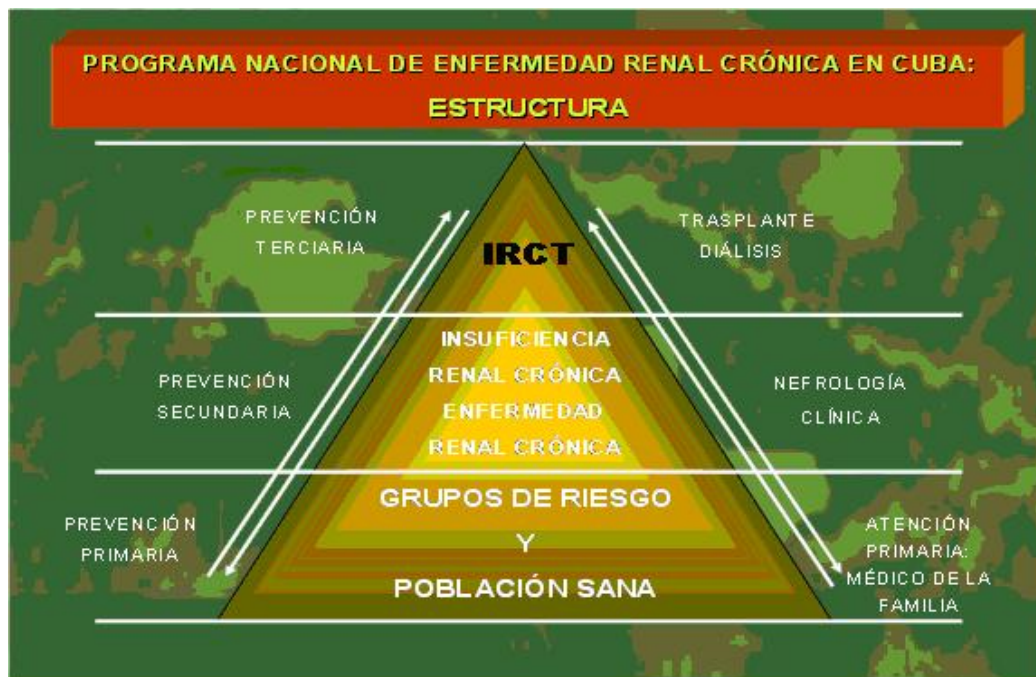 PROGRAMA NACIONAL DE ENFERMEDAD RENAL CRÓNICA EN CUBA:
ESTRUCTURA
PREVENCIÓN
TERCIARIA
IRCT
TRASPLANTE
DIÁLISIS
PREVENCIÓN
SECUNDARIA
INSUFICIENCIA
RENAL CRÓNICA
ENFERMEDAD
RENAL CRÓNICA
NEFROLOGÍA
CLÍNICA
PREVENCIÓN
PRIMARIA
GRUPOS DE RIESGO
Y
POBLACIÓN SANA
ATENCIÓN
PRIMARIA:
MÉDICO DE LA
FAMILIA